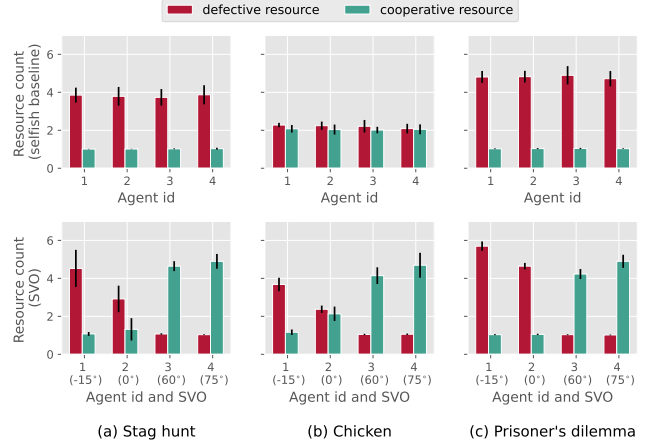 defective resource cooperative resource
Resource count
(selfish baseline)
6
4
2
0
1 2 3 4
Agent id
1 2 3 4
Agent id
1 2 3 4
Agent id
Resource count
(SVO)
6
4
2
0
1 2 3 4
(-15°) (0°) (60°) (75°)
Agent id and SVO
1 2 3 4
(-15°) (0°) (60°) (75°)
Agent id and SVO
1 2 3 4
(-15°) (0°) (60°) (75°)
Agent id and SVO
(a) Stag hunt
(b) Chicken
(c) Prisoner's dilemma